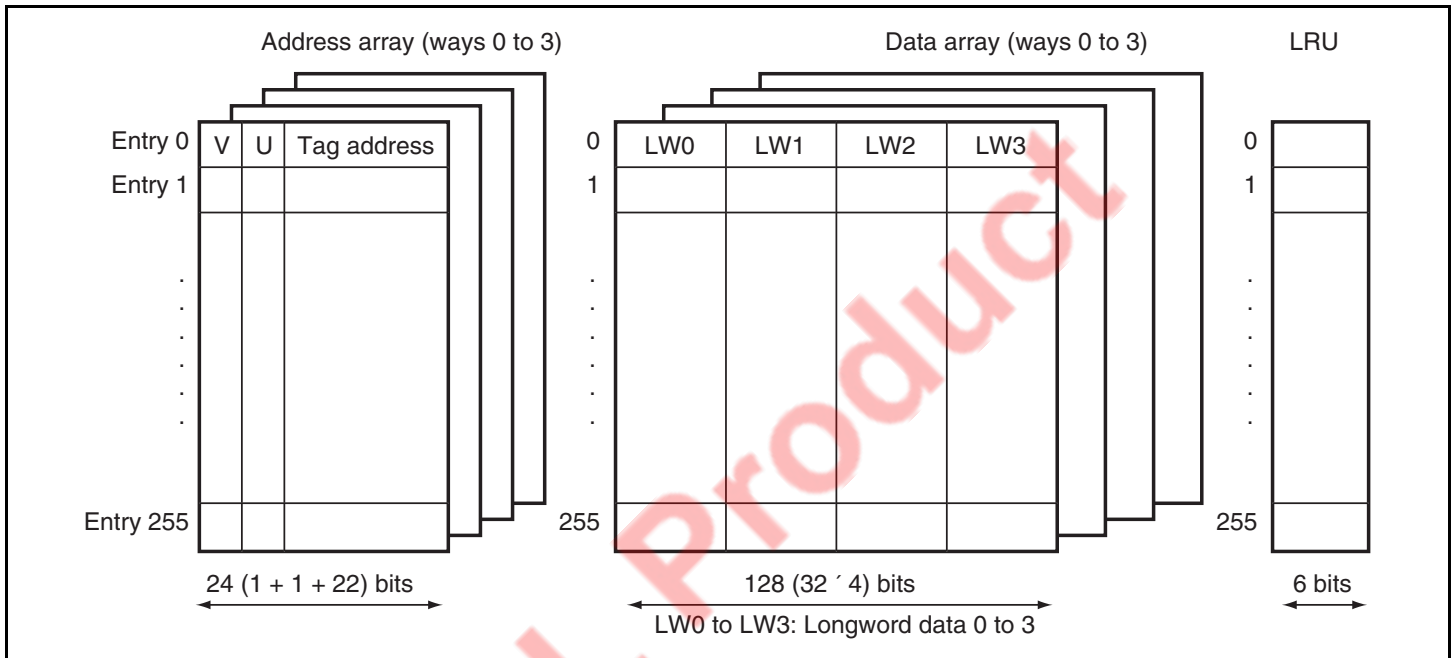 Address array (ways 0 to 3) Data array (ways 0 to 3) LRU
Entry 0 V U Tag address 0 LW0 LW1 LW2 LW3 0
Entry 1 1 1
. . .
. . .
. . .
. . .
. . .
. . .
Entry 255 255 255
24 (1 + 1 + 22) bits 128 (32 ´ 4) bits 6 bits
LW0 to LW3: Longword data 0 to 3
Product